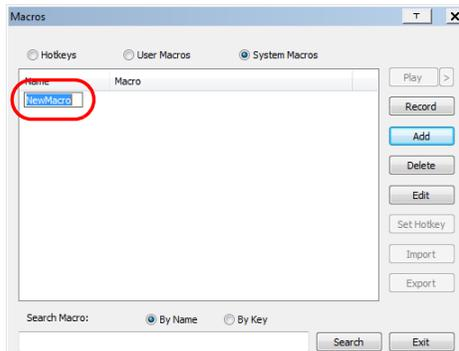 Macros
T X
Hotkeys User Macros System Macros
Name Macro
NewMacro
Play >
Record
Add
Delete
Edit
Set Hotkey
Import
Export
Search Macro: By Name By Key
Search Exit